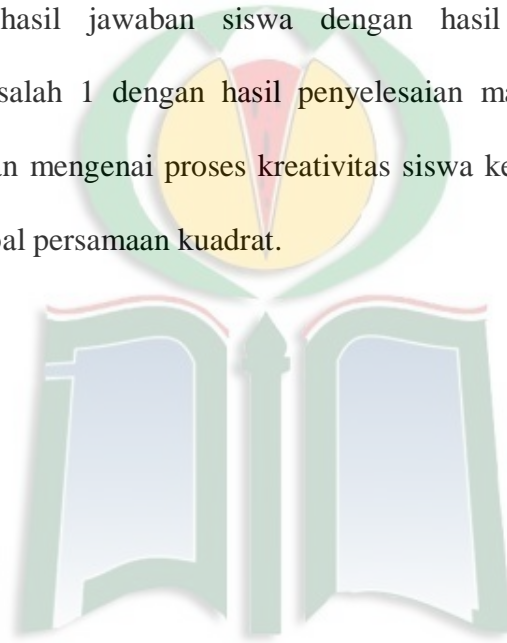 hasil jawaban siswa dengan hasil
salah 1 dengan hasil penyelesaian ma
n mengenai proses kreativitas siswa ke
al persamaan kuadrat.